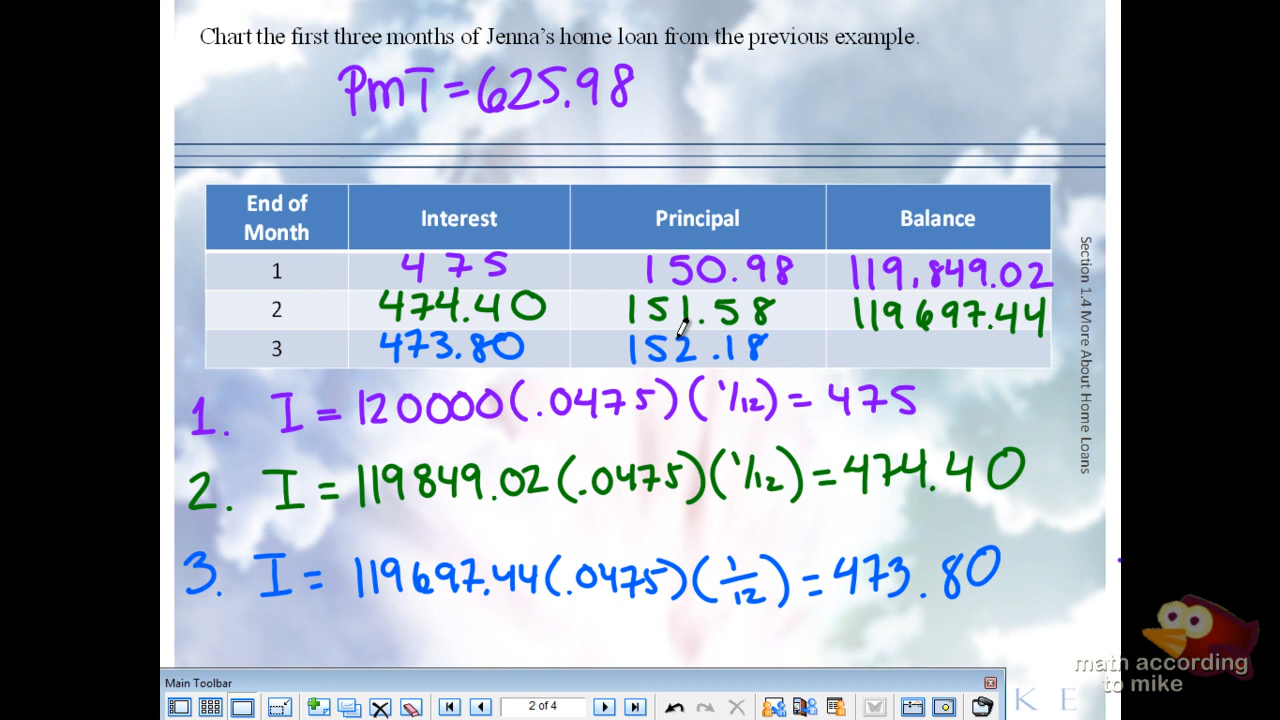 Chart the first three months of Jenna's home loan from the previous example.
PmT = 625.98
End of Month Interest Principal Balance
1 475 150.98 119,849.02
2 474.40 151.58 119697.44
3 473.80 152.18
1. I = 120000(.0475)(1/12) = 475
2. I = 119849.02(.0475)(1/12) = 474.40
3. I = 119697.44(.0475)(1/12) = 473.80
Section 1.4 More About Home Loans
math according
to mike
Main Toolbar
2 of 4
K E